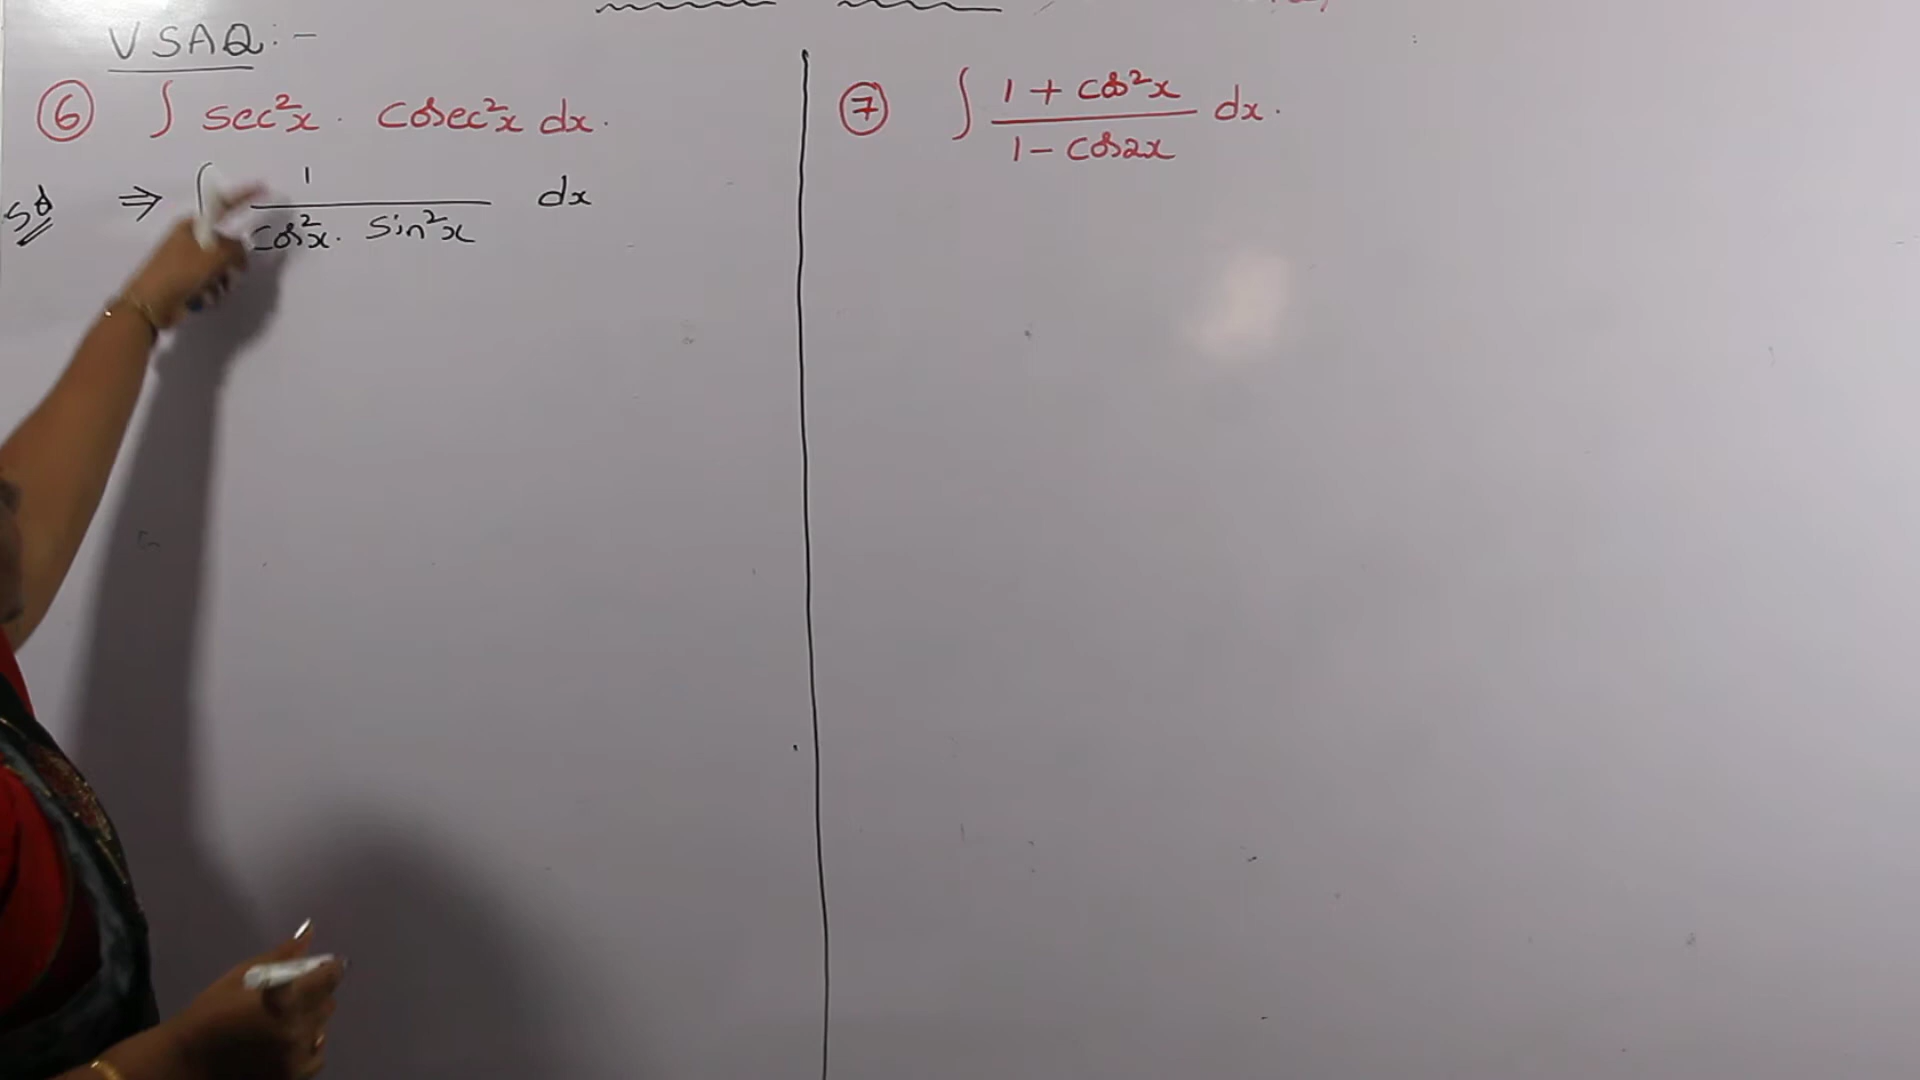 VSAQ:-
⑥ ∫ sec²x · cosec²x dx.
Sol ⇒ ∫ 1 / cos²x · sin²x dx
⑦ ∫ 1 + cos²x / 1 - cos2x dx.